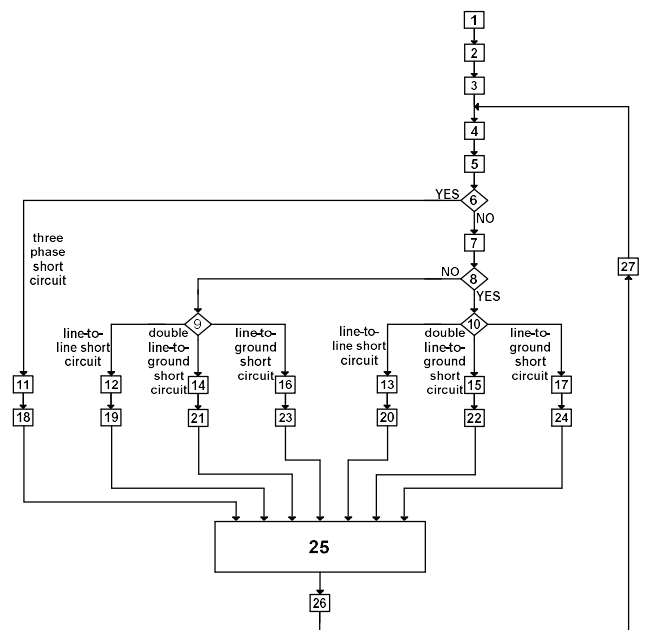 1
2
3
4
5
YES
6
NO
7
three
phase
short
circuit
NO
8
27
YES
9
10
line-to-
line short
circuit
double
line-to-
ground
short
circuit
line-to-
ground
short
circuit
line-to-
line short
circuit
double
line-to-
ground
short
circuit
line-to-
ground
short
circuit
11
12
14
16
13
15
17
18
19
21
23
20
22
24
25
26